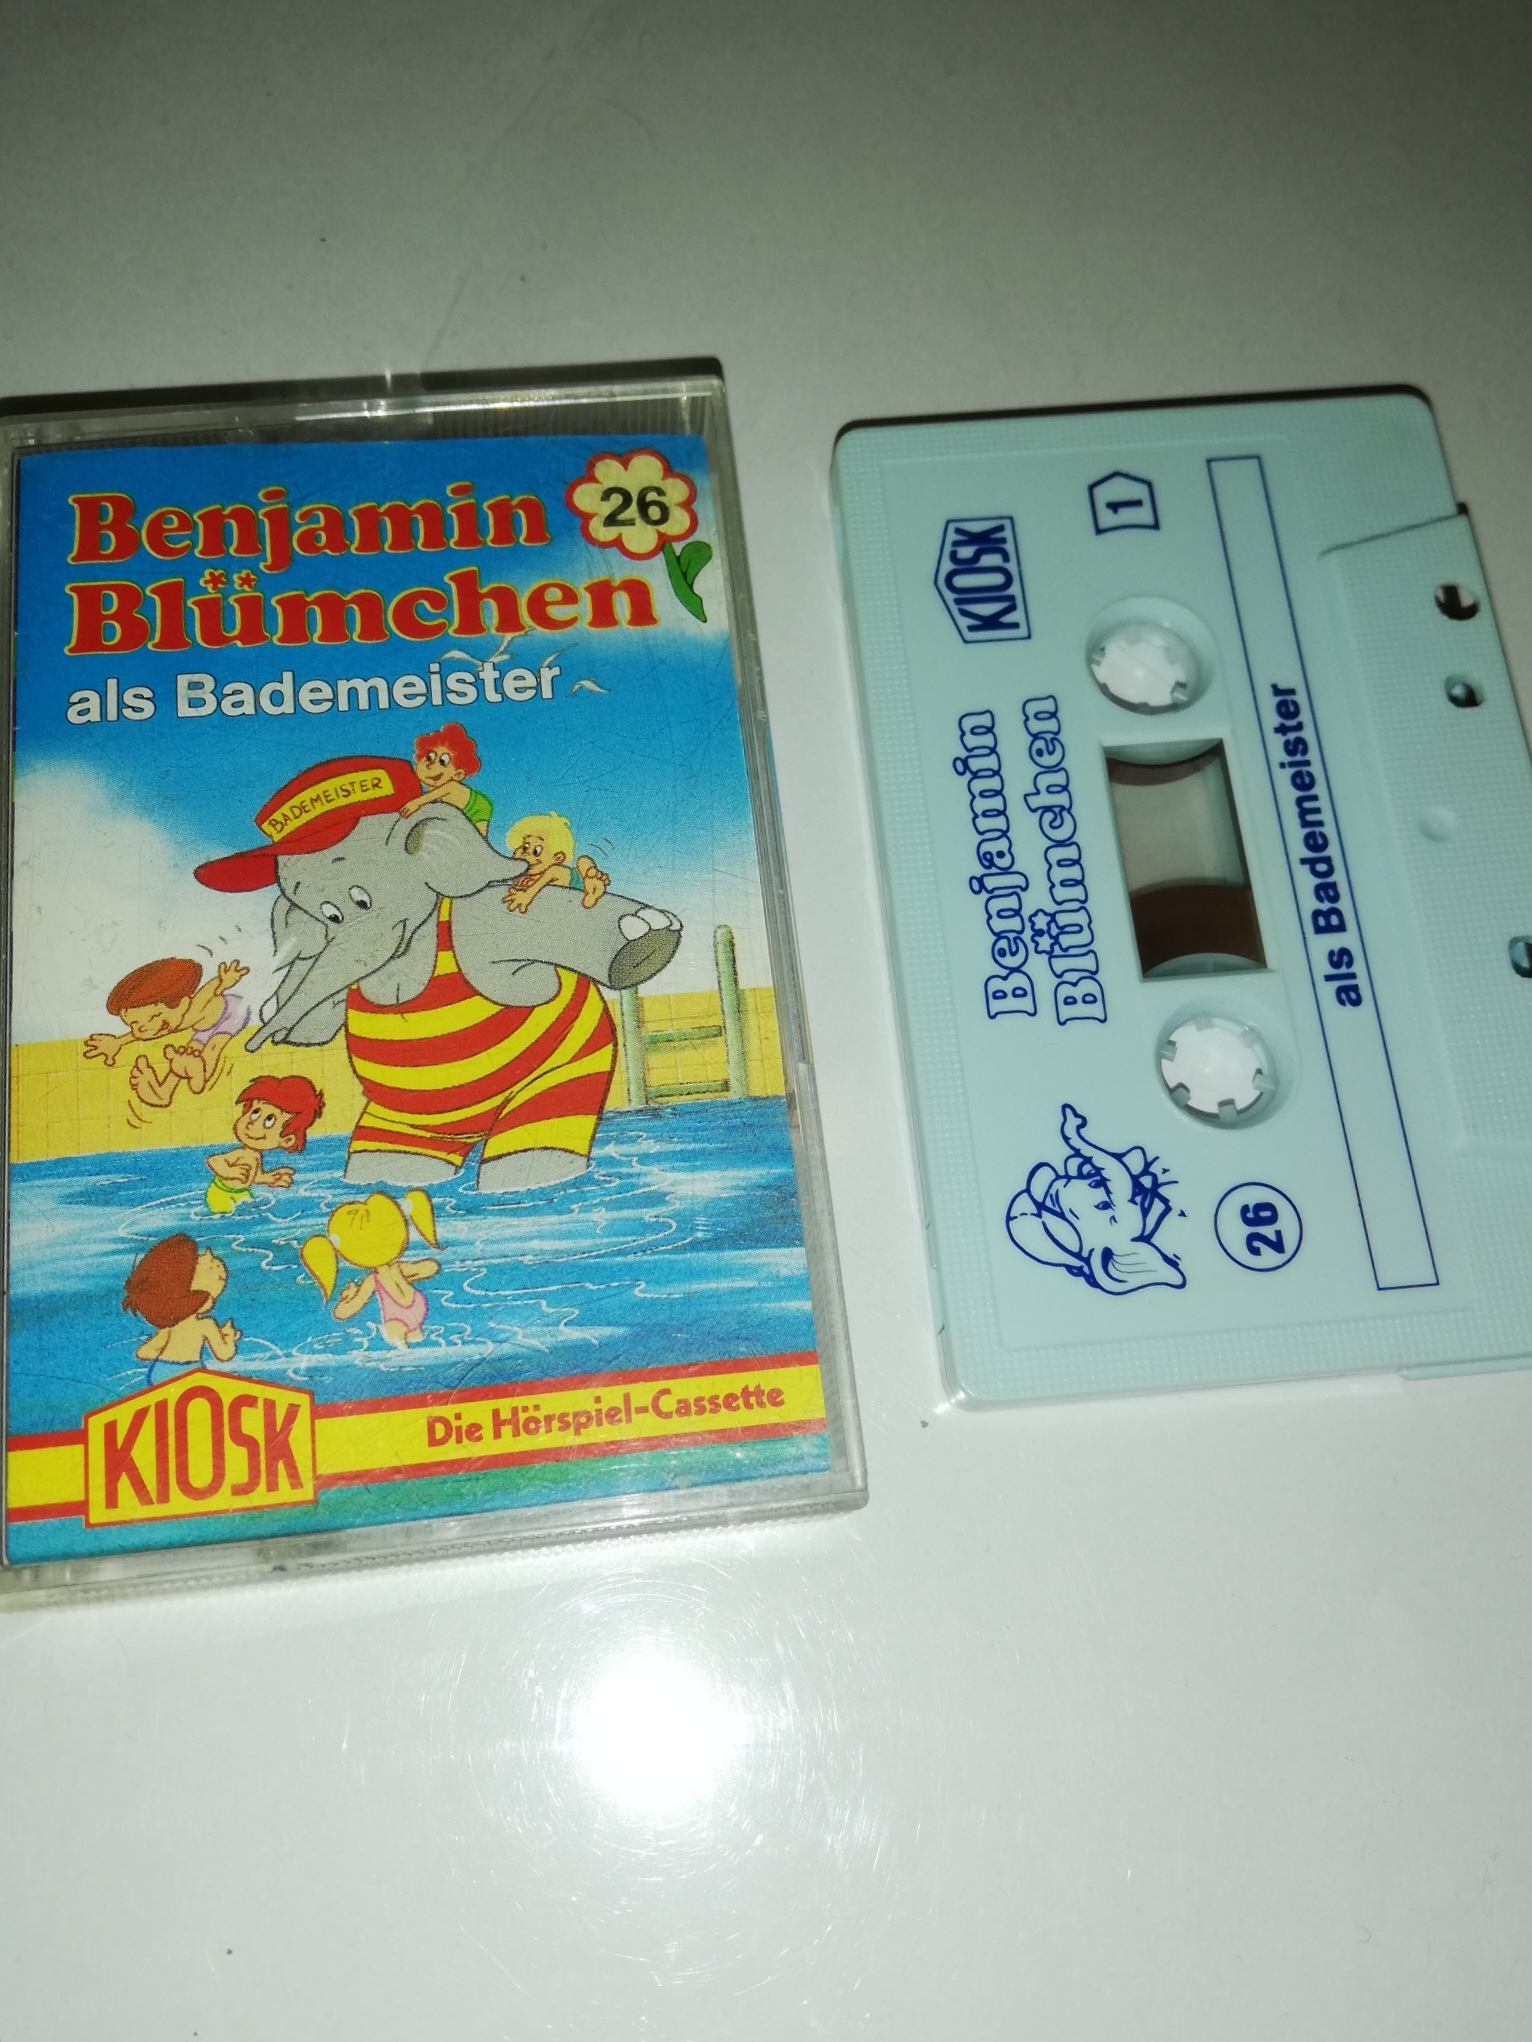 Benjamin
Blümchen
26
als Bademeister
BADEMEISTER
KIOSK
Die Hörspiel-Cassette
KIOSK
1
Benjamin
Blümchen
26
als Bademeister